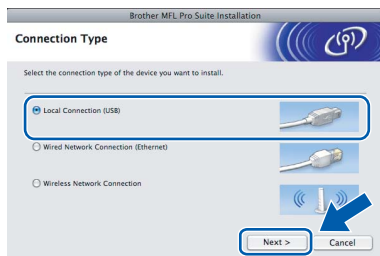 Brother MFL Pro Suite Installation
Connection Type
Select the connection type of the device you want to install.
Local Connection (USB)
Wired Network Connection (Ethernet)
Wireless Network Connection
Next >
Cancel